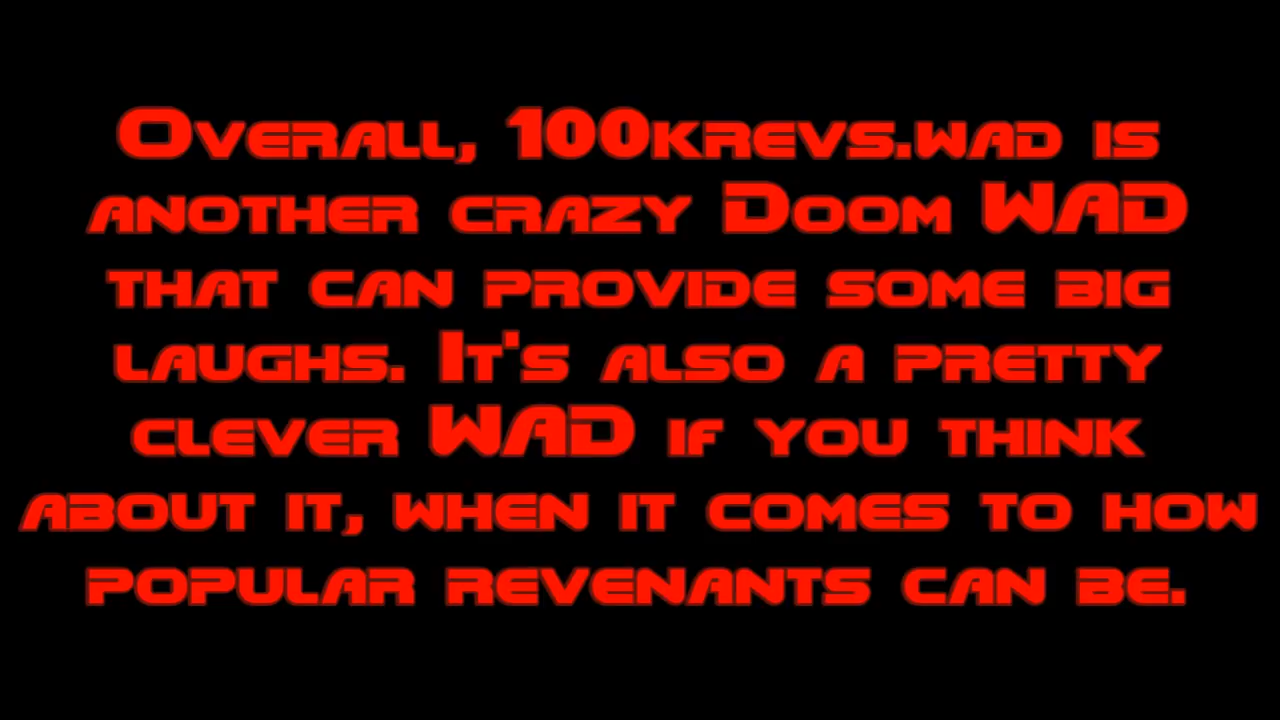 Overall, 100krevs.wad is
another crazy Doom WAD
that can provide some big
laughs. It's also a pretty
clever WAD if you think
about it, when it comes to how
popular revenants can be.